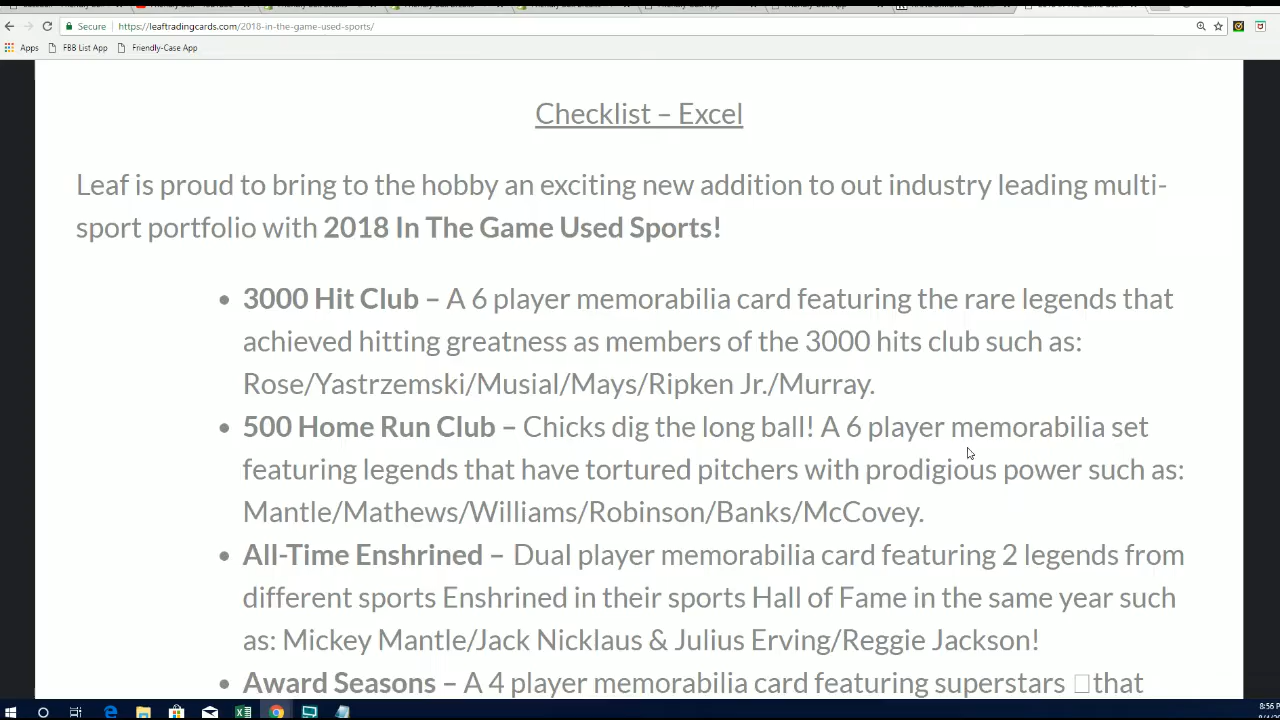 Secure
https://leaftradingcards.com/2018-in-the-game-used-sports/
Apps
FBB List App
Friendly-Case App
Checklist – Excel
Leaf is proud to bring to the hobby an exciting new addition to out industry leading multi-
sport portfolio with 2018 In The Game Used Sports!
• 3000 Hit Club – A 6 player memorabilia card featuring the rare legends that
achieved hitting greatness as members of the 3000 hits club such as:
Rose/Yastrzemski/Musial/Mays/Ripken Jr./Murray.
• 500 Home Run Club – Chicks dig the long ball! A 6 player memorabilia set
featuring legends that have tortured pitchers with prodigious power such as:
Mantle/Mathews/Williams/Robinson/Banks/McCovey.
• All-Time Enshrined – Dual player memorabilia card featuring 2 legends from
different sports Enshrined in their sports Hall of Fame in the same year such
as: Mickey Mantle/Jack Nicklaus & Julius Erving/Reggie Jackson!
• Award Seasons – A 4 player memorabilia card featuring superstars that
8:56 P